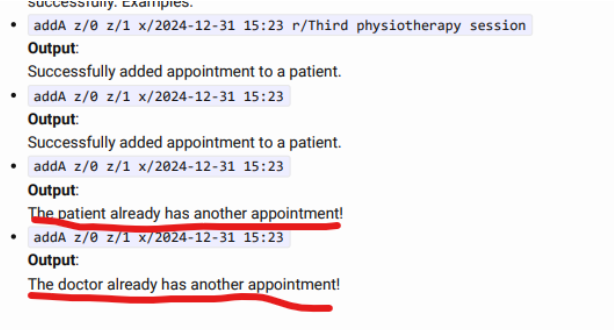 successfully. Examples:
addA z/0 z/1 x/2024-12-31 15:23 r/Third physiotherapy session
Output:
Successfully added appointment to a patient.
addA z/0 z/1 x/2024-12-31 15:23
Output:
Successfully added appointment to a patient.
addA z/0 z/1 x/2024-12-31 15:23
Output:
The patient already has another appointment!
addA z/0 z/1 x/2024-12-31 15:23
Output:
The doctor already has another appointment!